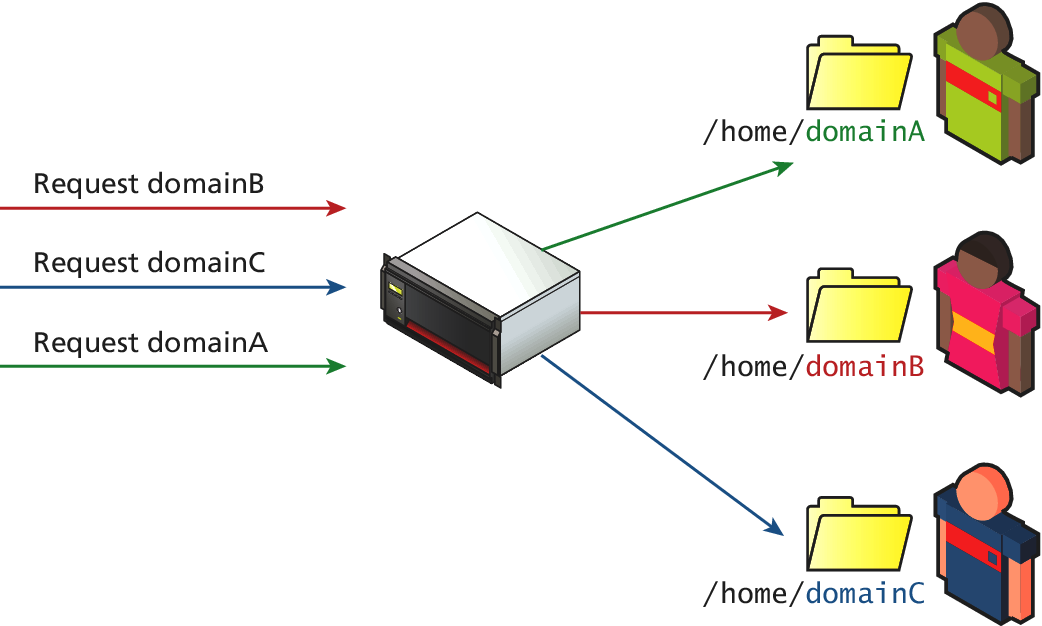 Request domainB
Request domainC
Request domainA
/home/domainA
/home/domainB
/home/domainC